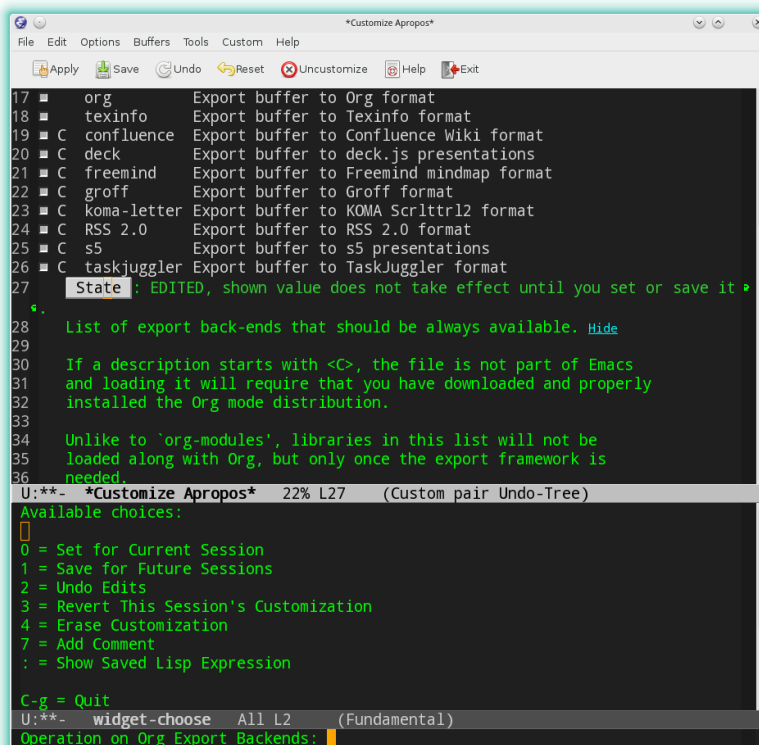 *Customize Apropos*
File Edit Options Buffers Tools Custom Help
Apply Save Undo Reset Uncustomize Help Exit
17 org Export buffer to Org format
18 texinfo Export buffer to Texinfo format
19 C confluence Export buffer to Confluence Wiki format
20 C deck Export buffer to deck.js presentations
21 C freemind Export buffer to Freemind mindmap format
22 C groff Export buffer to Groff format
23 C koma-letter Export buffer to KOMA Scrlttr2 format
24 C RSS 2.0 Export buffer to RSS 2.0 format
25 C s5 Export buffer to s5 presentations
26 C taskjuggler Export buffer to TaskJuggler format
27 State : EDITED, shown value does not take effect until you set or save it
.
28 List of export back-ends that should be always available. Hide
29
30 If a description starts with <C>, the file is not part of Emacs
31 and loading it will require that you have downloaded and properly
32 installed the Org mode distribution.
33
34 Unlike to `org-modules', libraries in this list will not be
35 loaded along with Org, but only once the export framework is
36 needed.
U:**- *Customize Apropos* 22% L27 (Custom pair Undo-Tree)
Available choices:
0 = Set for Current Session
1 = Save for Future Sessions
2 = Undo Edits
3 = Revert This Session's Customization
4 = Erase Customization
7 = Add Comment
: = Show Saved Lisp Expression
C-g = Quit
U:**- widget-choose All L2 (Fundamental)
Operation on Org Export Backends: